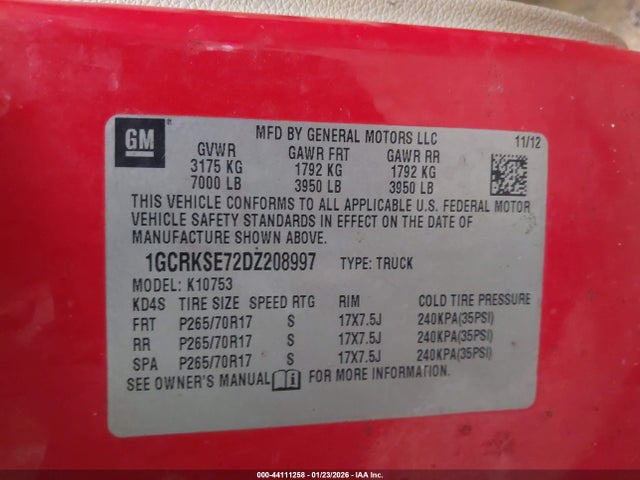 GM
MFD BY GENERAL MOTORS LLC 11/12
GVWR GAWR FRT GAWR RR
3175 KG 1792 KG 1792 KG
7000 LB 3950 LB 3950 LB
THIS VEHICLE CONFORMS TO ALL APPLICABLE U.S. FEDERAL MOTOR
VEHICLE SAFETY STANDARDS IN EFFECT ON THE DATE OF
MANUFACTURE SHOWN ABOVE.
1GCRKSE72DZ208997 TYPE: TRUCK
MODEL: K10753
KD4S TIRE SIZE SPEED RTG RIM COLD TIRE PRESSURE
FRT P265/70R17 S 17X7.5J 240KPA(35PSI)
RR P265/70R17 S 17X7.5J 240KPA(35PSI)
SPA P265/70R17 S 17X7.5J 240KPA(35PSI)
SEE OWNER'S MANUAL FOR MORE INFORMATION.
000-44111258 - 01/23/2026 - IAA Inc.